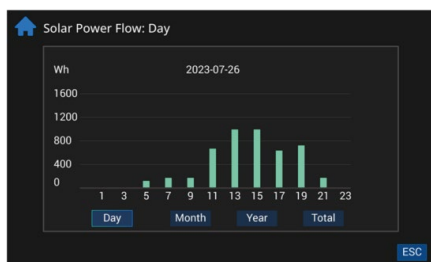 Solar Power Flow: Day
Wh 2023-07-26
1600
1200
800
400
0
1 3 5 7 9 11 13 15 17 19 21 23
Day Month Year Total
ESC